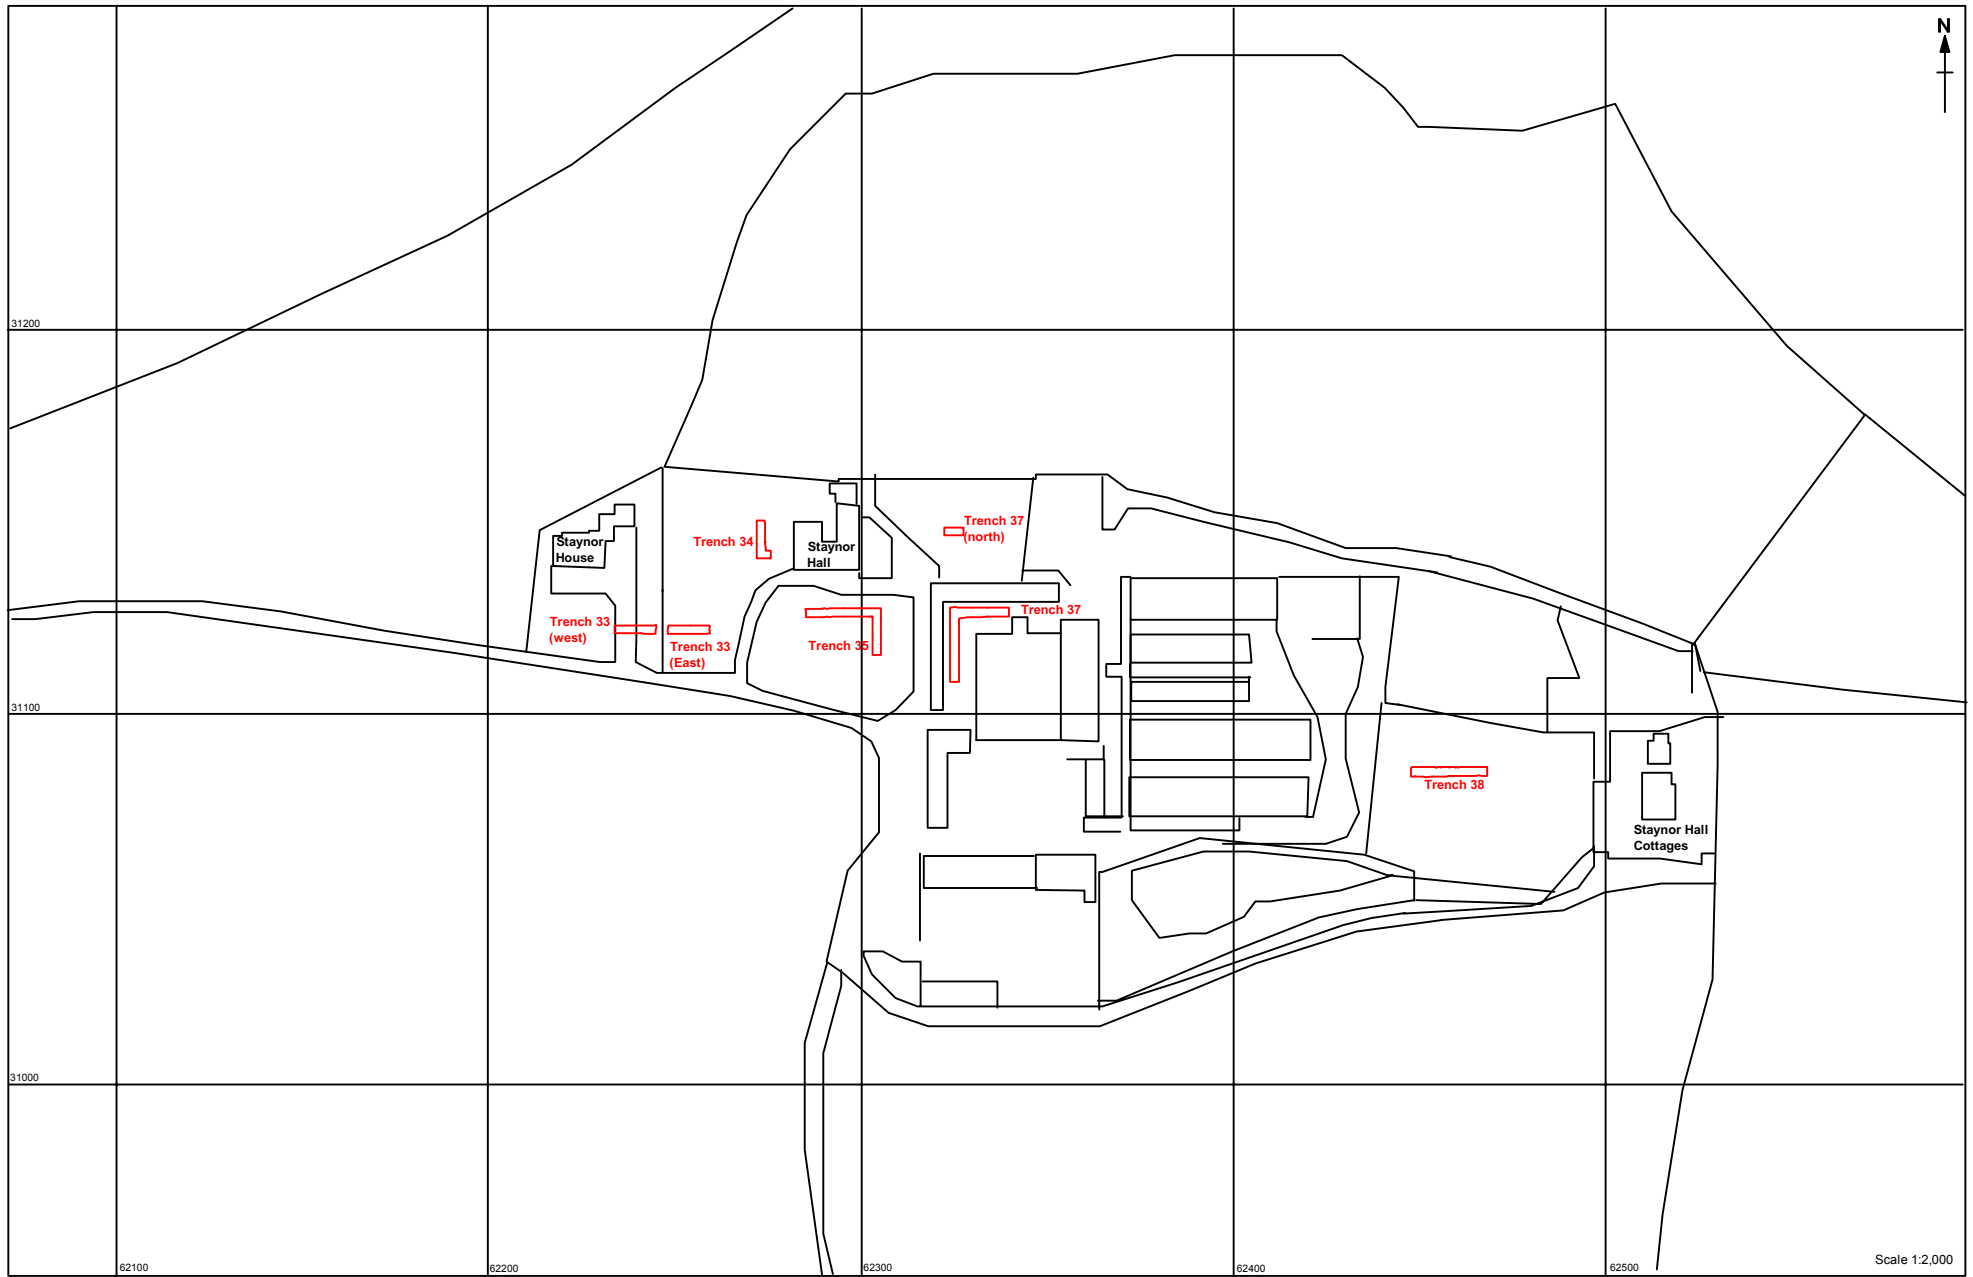 N
31200
Trench 37
(north)
Staynor
House
Trench 34
Staynor
Hall
Trench 37
Trench 33
(west)
Trench 33
(East)
Trench 35
31100
Trench 38
Staynor Hall
Cottages
31000
62100
62200
62300
62400
62500
Scale 1:2,000